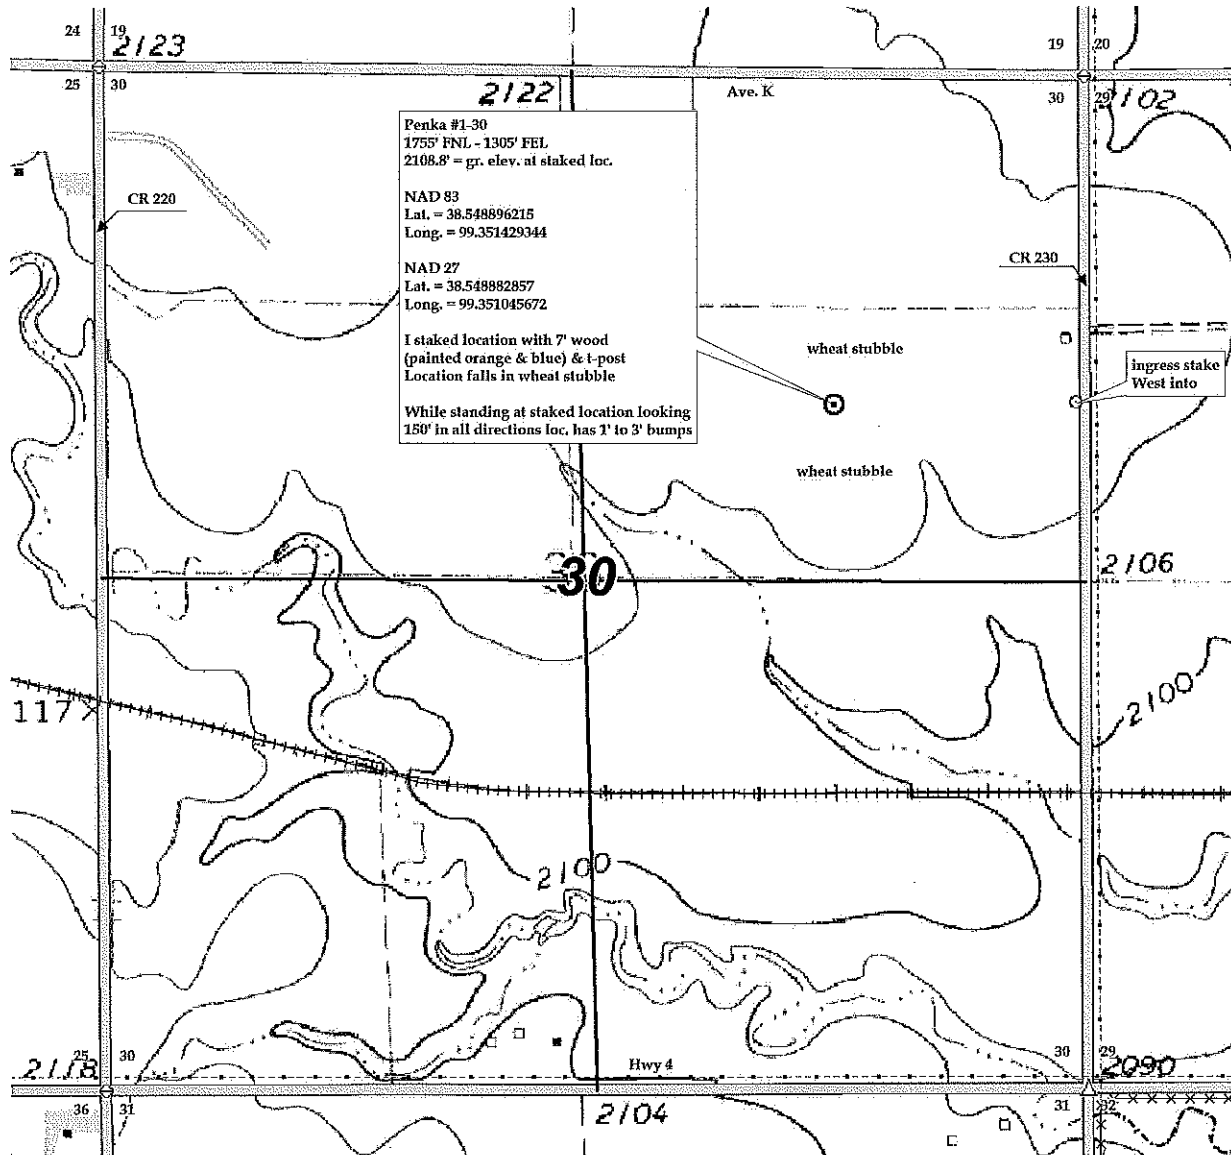 24 19
2123
25 30
2122
Ave. K
19 20
30 29
2102
Penka #1-30
1755' FNL - 1305' FEL
2108.8' = gr. elev. at staked loc.
NAD 83
Lat. = 38.548896215
Long. = 99.351429344
NAD 27
Lat. = 38.548882857
Long. = 99.351045672
I staked location with 7' wood
(painted orange & blue) & t-post
Location falls in wheat stubble
While standing at staked location looking
150' in all directions loc. has 1' to 3' bumps
CR 220
CR 230
wheat stubble
ingress stake
West into
wheat stubble
30
2106
2100
117
2100
25 30
2118
Hwy 4
30 29
2090
36 31
2104
31 32